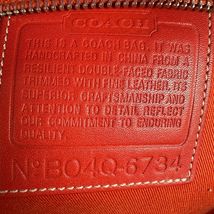 COACH
THIS IS A COACH BAG. IT WAS
HANDCRAFTED IN CHINA FROM A
RESILIENT DOUBLE-FACED FABRIC
TRIMMED WITH FINE LEATHER. ITS
SUPERIOR CRAFTSMANSHIP AND
ATTENTION TO DETAIL REFLECT
OUR COMMITMENT TO ENDURING
QUALITY.
Nº BO4Q-6734